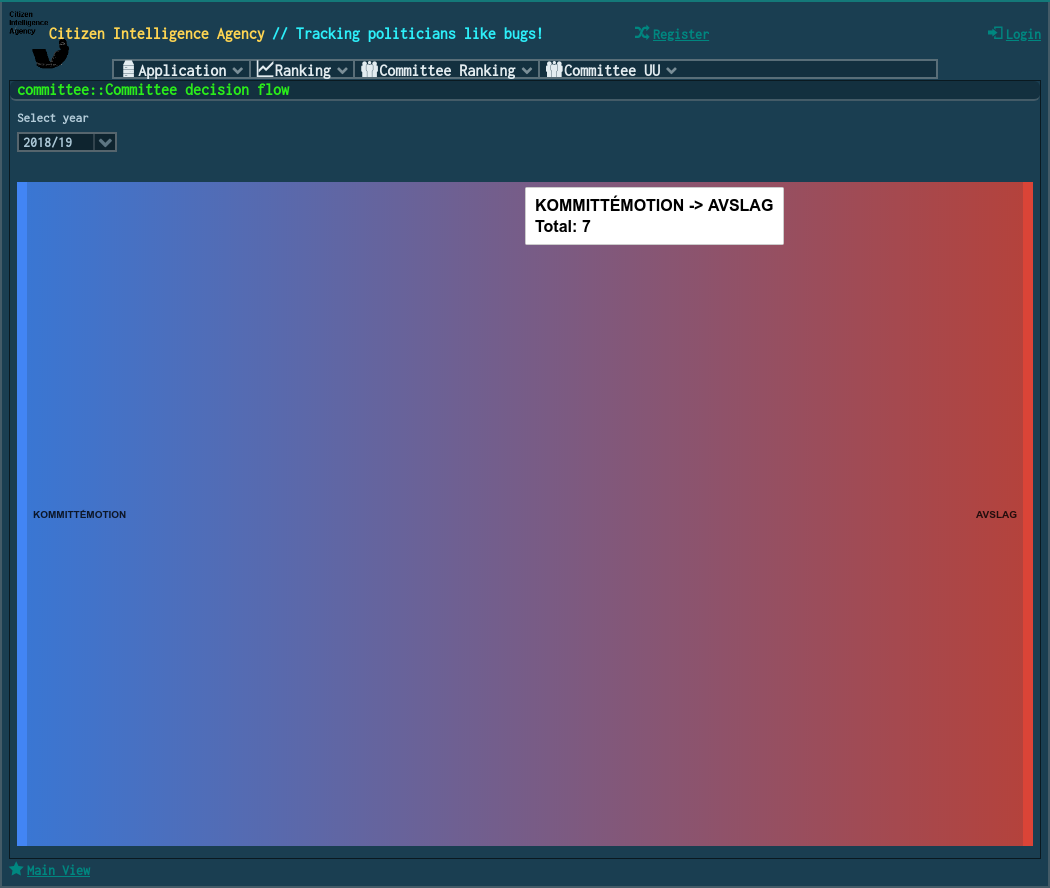 Citizen
Intelligence
Agency
Citizen Intelligence Agency // Tracking politicians like bugs!
Register
Login
Application
Ranking
Committee Ranking
Committee UU
committee::Committee decision flow
Select year
2018/19
KOMMITTÉMOTION -> AVSLAG
Total: 7
KOMMITTÉMOTION
AVSLAG
Main View